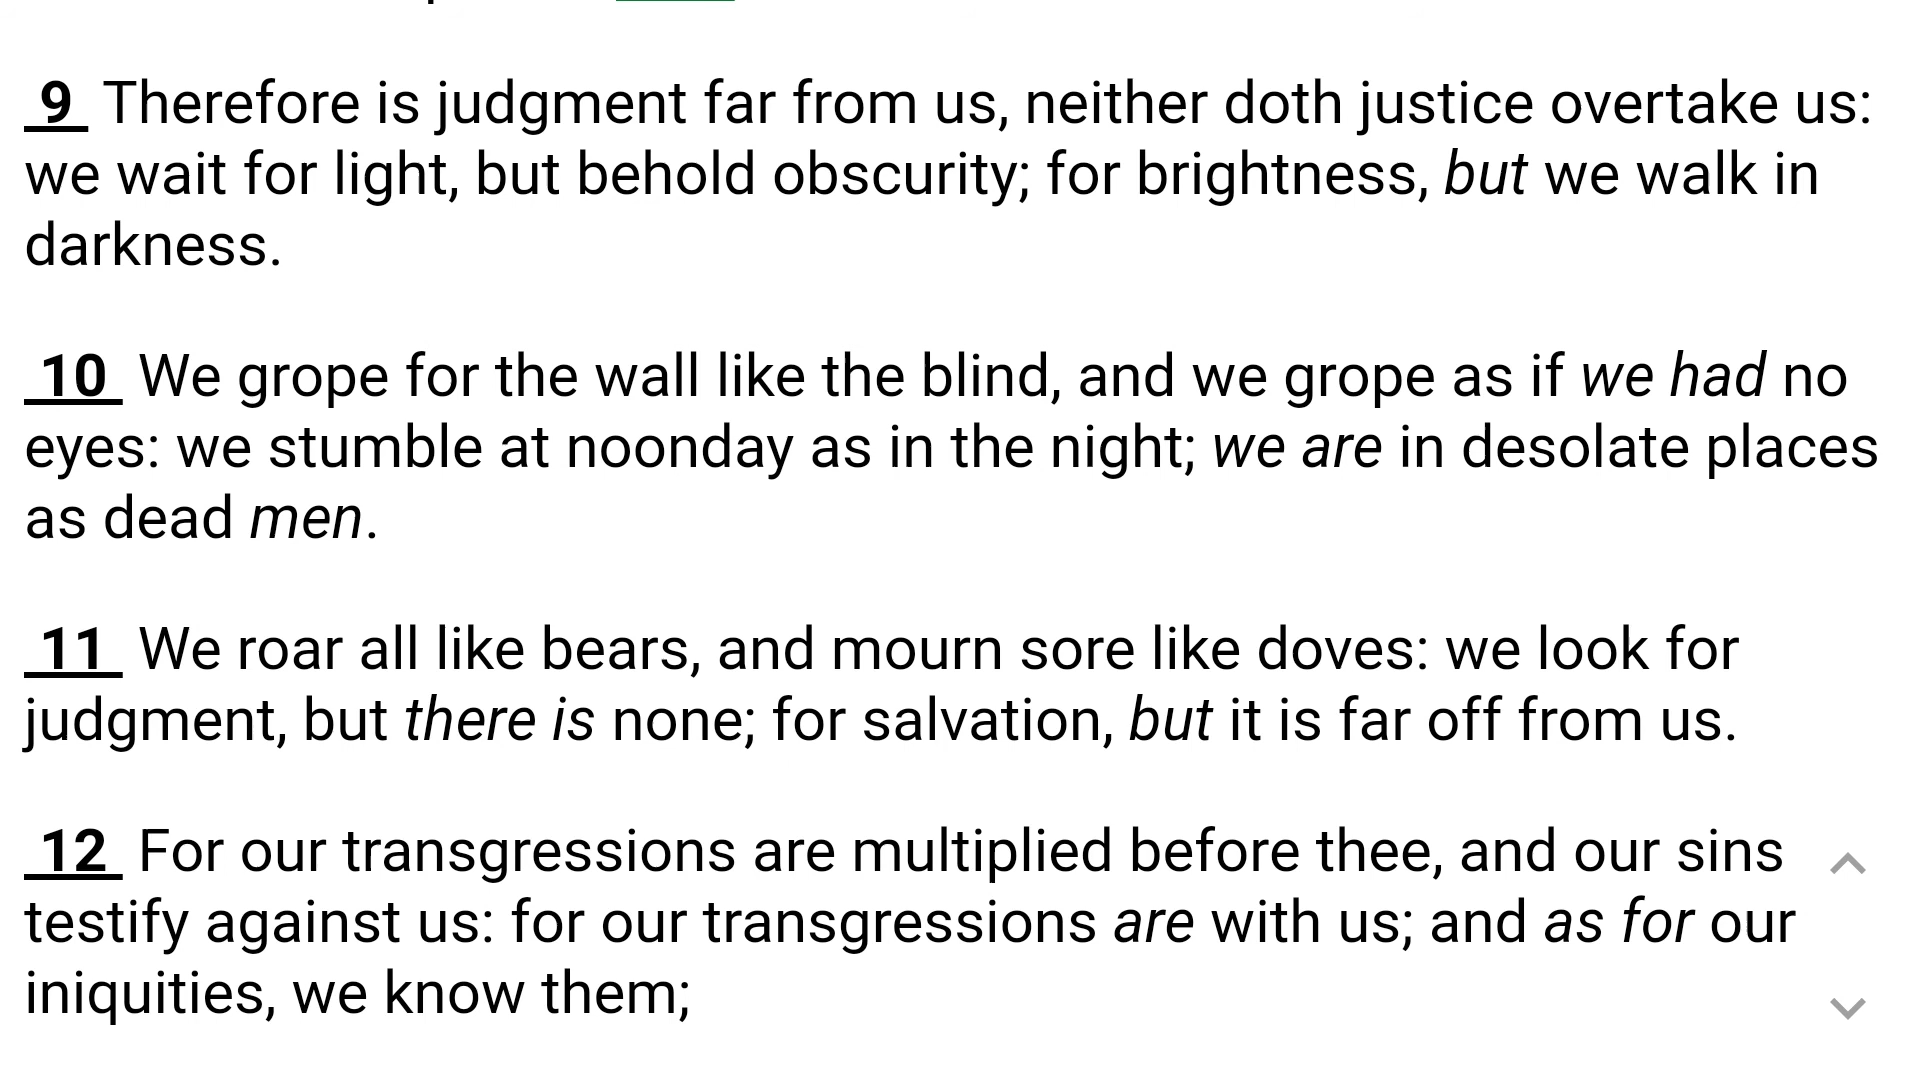 9 Therefore is judgment far from us, neither doth justice overtake us:
we wait for light, but behold obscurity; for brightness, but we walk in
darkness.
10 We grope for the wall like the blind, and we grope as if we had no
eyes: we stumble at noonday as in the night; we are in desolate places
as dead men.
11 We roar all like bears, and mourn sore like doves: we look for
judgment, but there is none; for salvation, but it is far off from us.
12 For our transgressions are multiplied before thee, and our sins
testify against us: for our transgressions are with us; and as for our
iniquities, we know them;